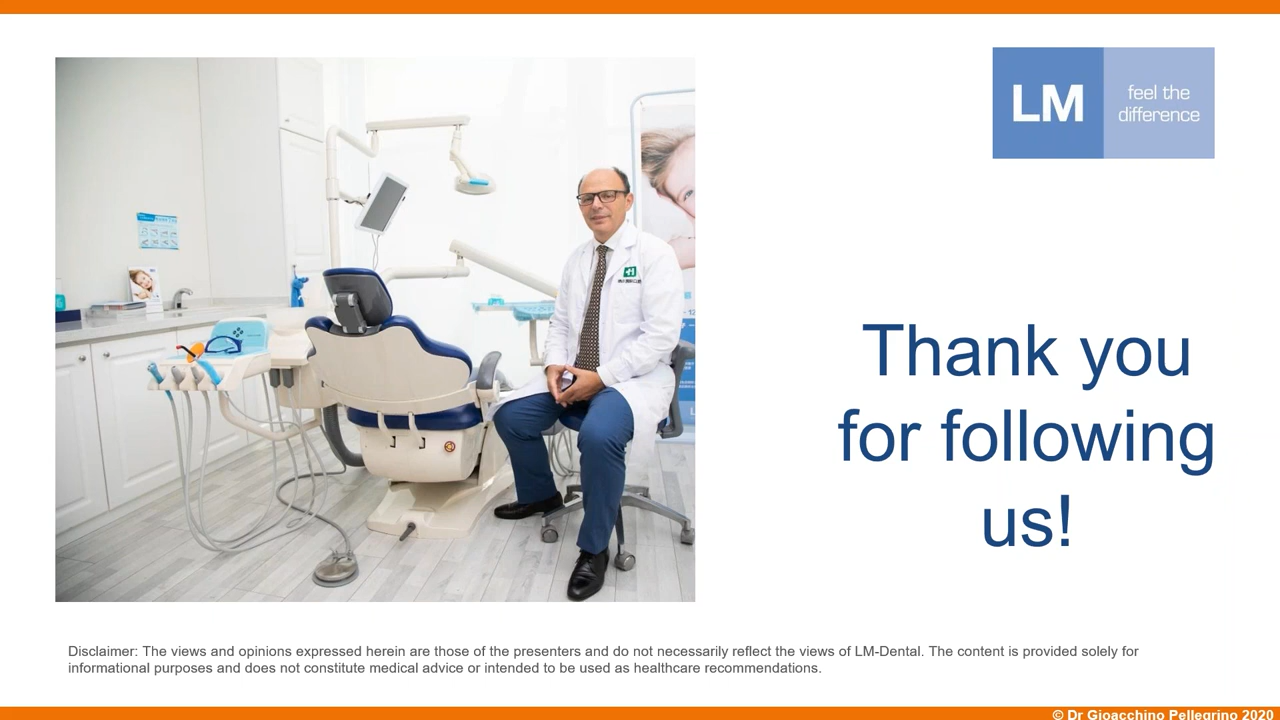 LM
feel the
difference
Thank you
for following
us!
Disclaimer: The views and opinions expressed herein are those of the presenters and do not necessarily reflect the views of LM-Dental. The content is provided solely for
informational purposes and does not constitute medical advice or intended to be used as healthcare recommendations.
© Dr Gioacchino Pellegrino 2020